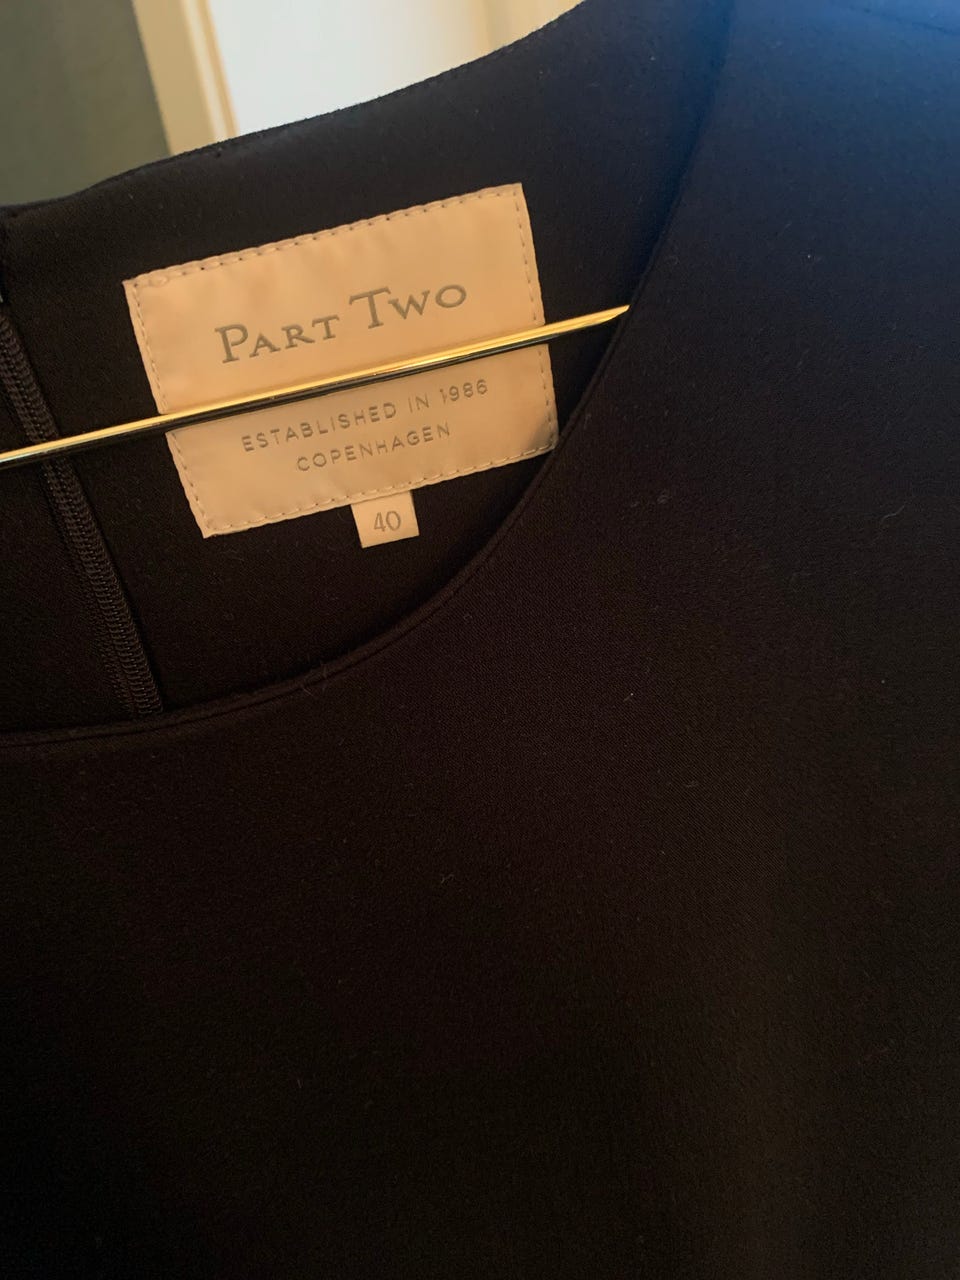 PART TWO
ESTABLISHED IN 1986
COPENHAGEN
40